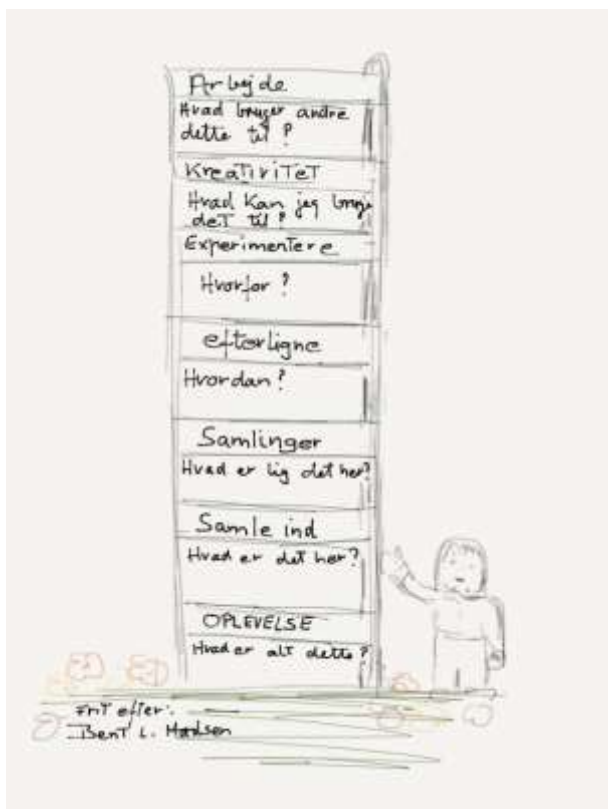 Arbejde
Hvad bruger andre
dette til?
Kreativitet
Hvad kan jeg bruge
det til?
Experimentere
Hvorfor?
efterligne
Hvordan?
Samlinger
Hvad er lig det her?
Samle ind
Hvad er det her?
OPLEVELSE
Hvad er alt dette?
Frit efter:
Bent L. Madsen